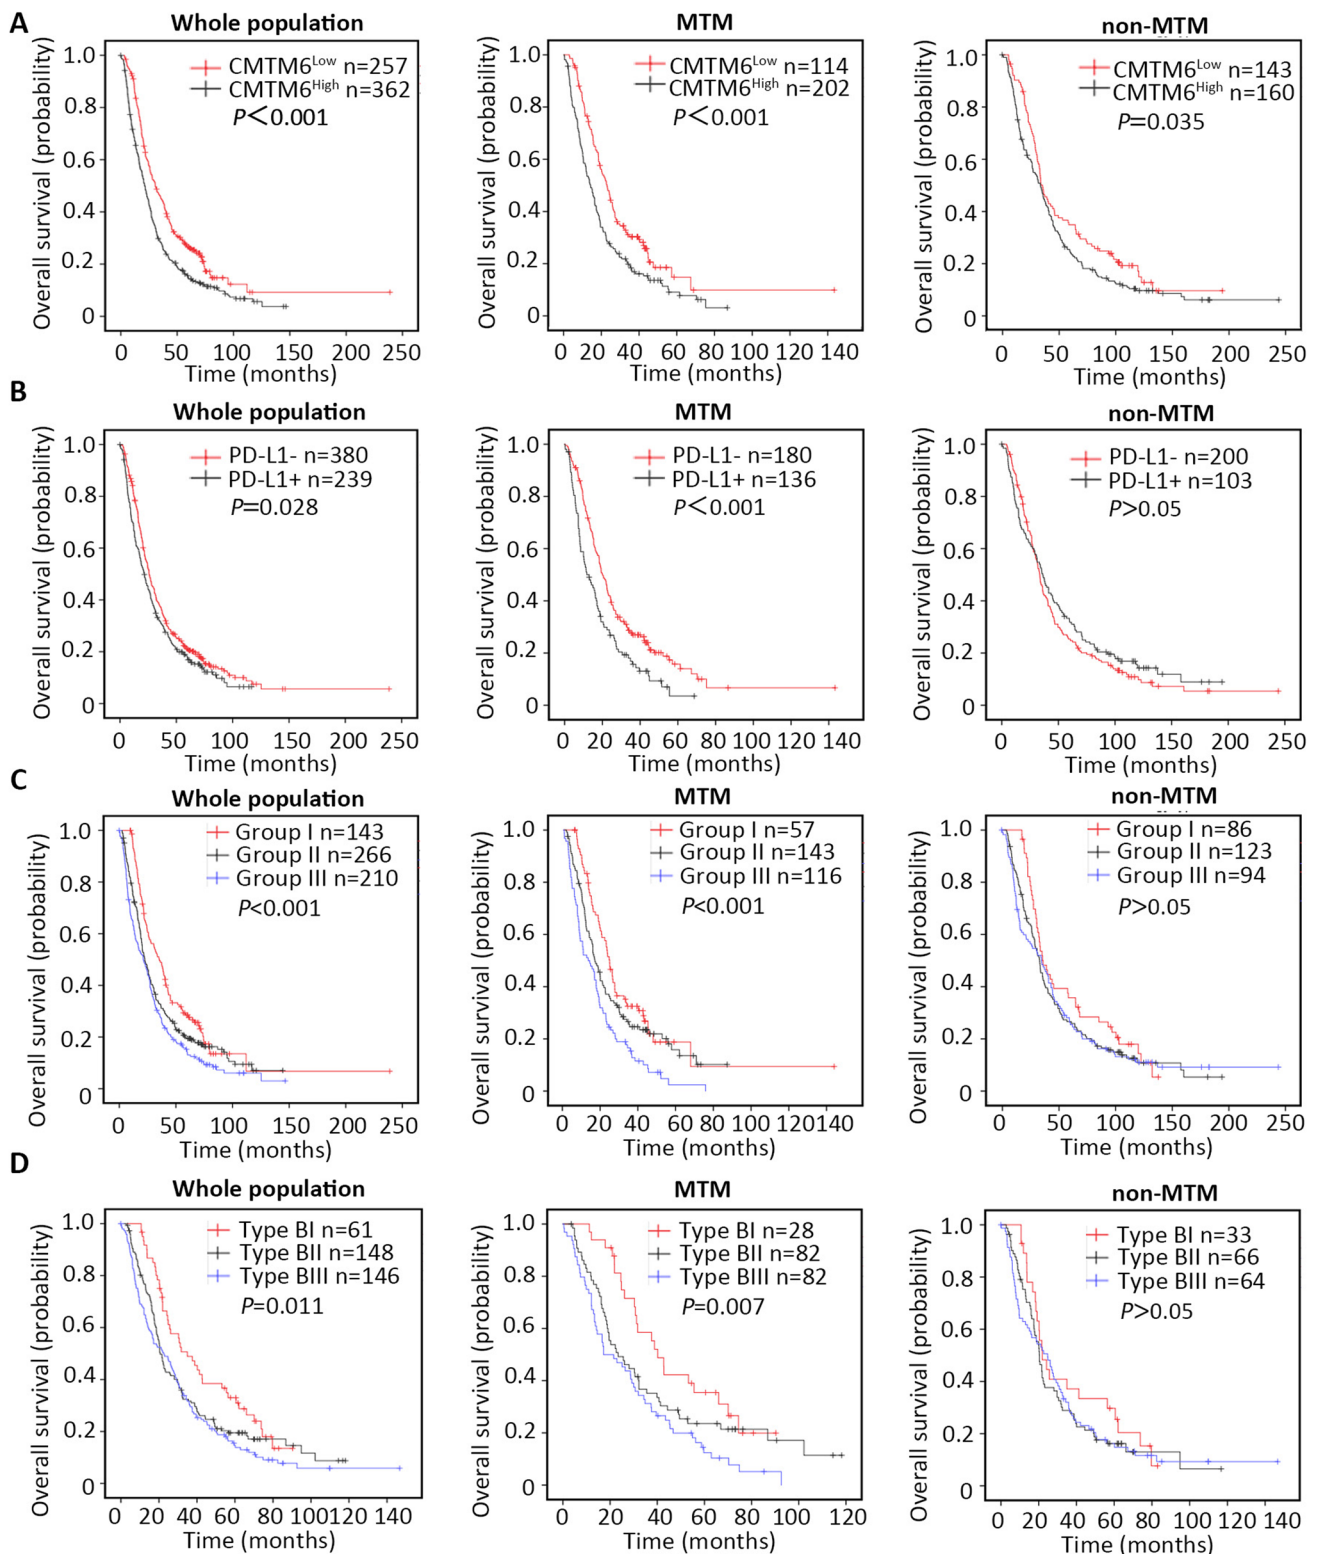 A
Whole population
Overall survival (probability)
1.0
0.8
0.6
0.4
0.2
0
CMTM6Low n=257
CMTM6High n=362
P<0.001
0 50 100 150 200 250
Time (months)
MTM
Overall survival (probability)
1.0
0.8
0.6
0.4
0.2
0
CMTM6Low n=114
CMTM6High n=202
P<0.001
0 20 40 60 80 100 120 140
Time (months)
non-MTM
Overall survival (probability)
1.0
0.8
0.6
0.4
0.2
0
CMTM6Low n=143
CMTM6High n=160
P=0.035
0 50 100 150 200 250
Time (months)
B
Whole population
Overall survival (probability)
1.0
0.8
0.6
0.4
0.2
0
PD-L1- n=380
PD-L1+ n=239
P=0.028
0 50 100 150 200 250
Time (months)
MTM
Overall survival (probability)
1.0
0.8
0.6
0.4
0.2
0
PD-L1- n=180
PD-L1+ n=136
P<0.001
0 20 40 60 80 100 120 140
Time (months)
non-MTM
Overall survival (probability)
1.0
0.8
0.6
0.4
0.2
0
PD-L1- n=200
PD-L1+ n=103
P>0.05
0 50 100 150 200 250
Time (months)
C
Whole population
Overall survival (probability)
1.0
0.8
0.6
0.4
0.2
0
Group I n=143
Group II n=266
Group III n=210
P<0.001
0 50 100 150 200 250
Time (months)
MTM
Overall survival (probability)
1.0
0.8
0.6
0.4
0.2
0
Group I n=57
Group II n=143
Group III n=116
P<0.001
0 20 40 60 80 100 120 140
Time (months)
non-MTM
Overall survival (probability)
1.0
0.8
0.6
0.4
0.2
0
Group I n=86
Group II n=123
Group III n=94
P>0.05
0 50 100 150 200 250
Time (months)
D
Whole population
Overall survival (probability)
1.0
0.8
0.6
0.4
0.2
0
Type BI n=61
Type BII n=148
Type BIII n=146
P=0.011
0 20 40 60 80 100 120 140
Time (months)
MTM
Overall survival (probability)
1.0
0.8
0.6
0.4
0.2
0
Type BI n=28
Type BII n=82
Type BIII n=82
P=0.007
0 20 40 60 80 100 120
Time (months)
non-MTM
Overall survival (probability)
1.0
0.8
0.6
0.4
0.2
0
Type BI n=33
Type BII n=66
Type BIII n=64
P>0.05
0 20 40 60 80 100 120 140
Time (months)